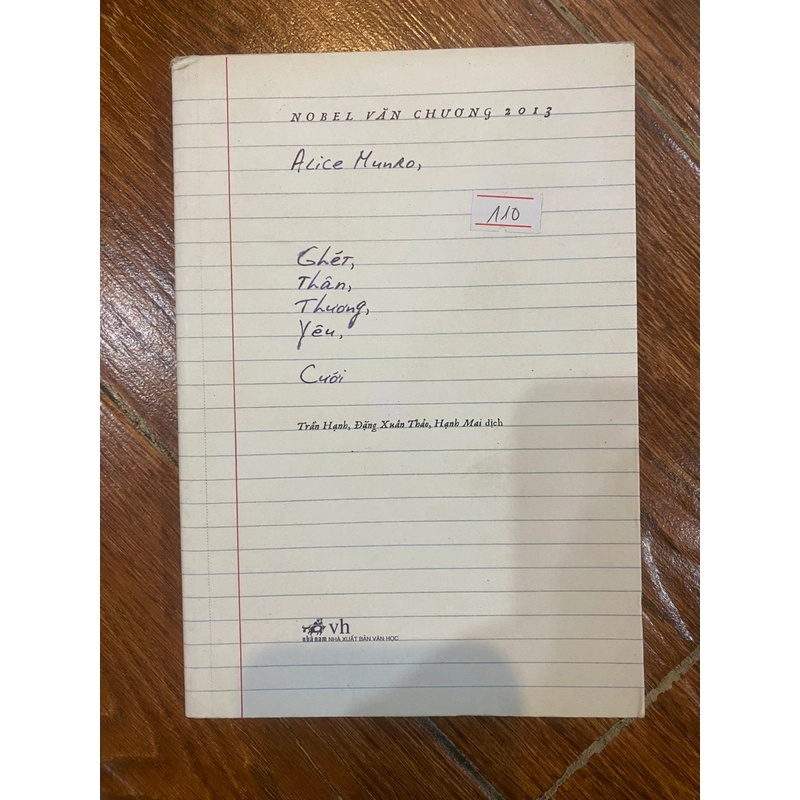 NOBEL VĂN CHƯƠNG 2013
Alice Munro,
110
Ghét,
Thân,
Thương,
Yêu,
Cưới
Trần Hạnh, Đặng Xuân Thảo, Hạnh Mai dịch
vh
nhã nam NHÀ XUẤT BẢN VĂN HỌC